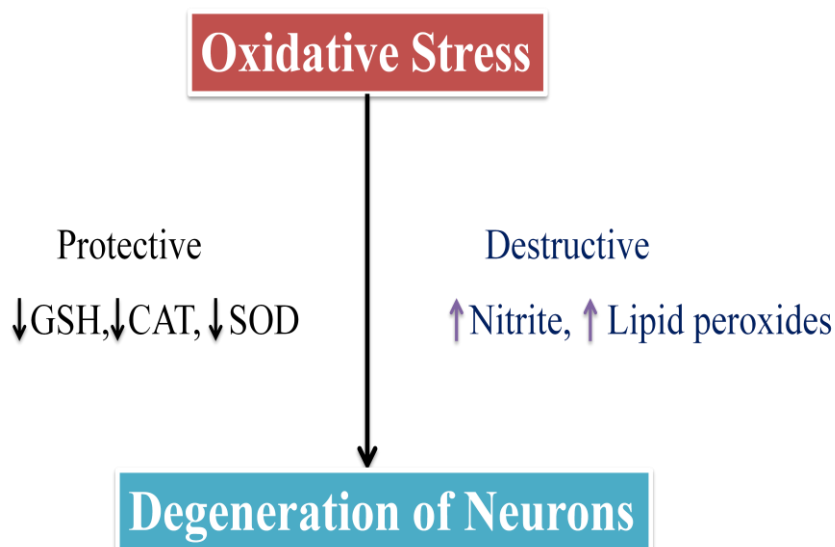 Oxidative Stress
Protective
↓GSH,↓CAT, ↓SOD
Destructive
↑Nitrite, ↑ Lipid peroxides
Degeneration of Neurons